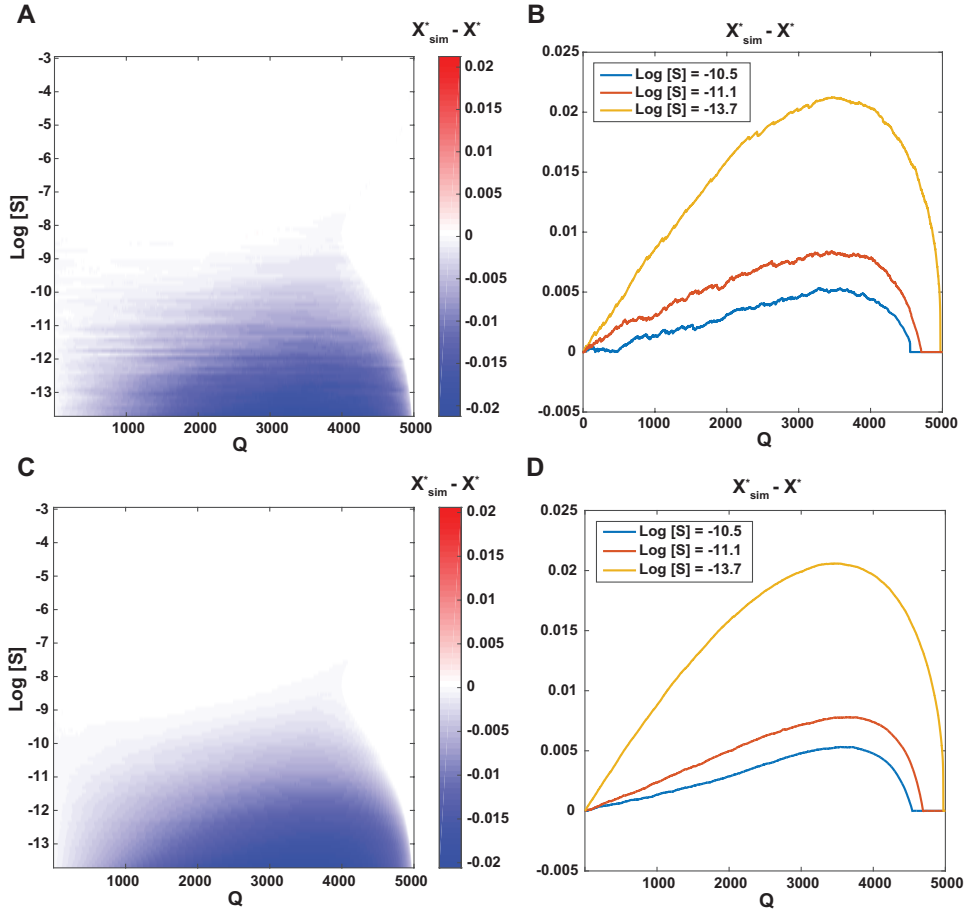 A
X*sim - X*
Log [S]
-3
-4
-5
-6
-7
-8
-9
-10
-11
-12
-13
1000 2000 3000 4000 5000
Q
0.02
0.015
0.01
0.005
0
-0.005
-0.01
-0.015
-0.02
B
X*sim - X*
Log [S] = -10.5
Log [S] = -11.1
Log [S] = -13.7
0.025
0.02
0.015
0.01
0.005
0
-0.005
0 1000 2000 3000 4000 5000
Q
C
X*sim - X*
Log [S]
-3
-4
-5
-6
-7
-8
-9
-10
-11
-12
-13
1000 2000 3000 4000 5000
Q
0.02
0.015
0.01
0.005
0
-0.005
-0.01
-0.015
-0.02
D
X*sim - X*
Log [S] = -10.5
Log [S] = -11.1
Log [S] = -13.7
0.025
0.02
0.015
0.01
0.005
0
-0.005
0 1000 2000 3000 4000 5000
Q